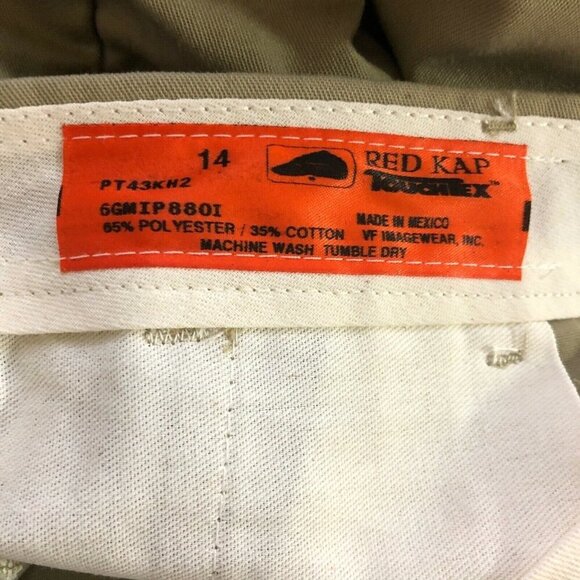 14
RED KAP
PT43KH2
TOUCHTEX
6GMIP880I
MADE IN MEXICO
65% POLYESTER / 35% COTTON
VF IMAGEWEAR, INC.
MACHINE WASH TUMBLE DRY